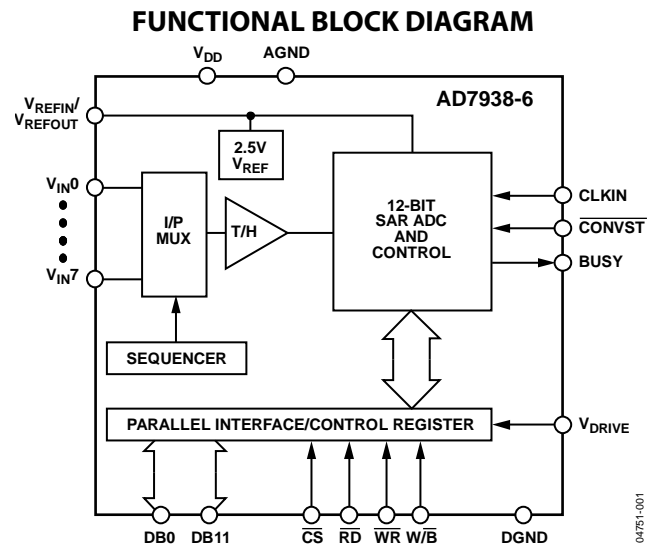 FUNCTIONAL BLOCK DIAGRAM
VDD
AGND
VREFIN/
VREFOUT
AD7938-6
2.5V
VREF
VIN0
VIN7
I/P
MUX
T/H
12-BIT
SAR ADC
AND
CONTROL
CLKIN
CONVST
BUSY
SEQUENCER
PARALLEL INTERFACE/CONTROL REGISTER
VDRIVE
DB0 DB11 CS RD WR W/B DGND
04751-001